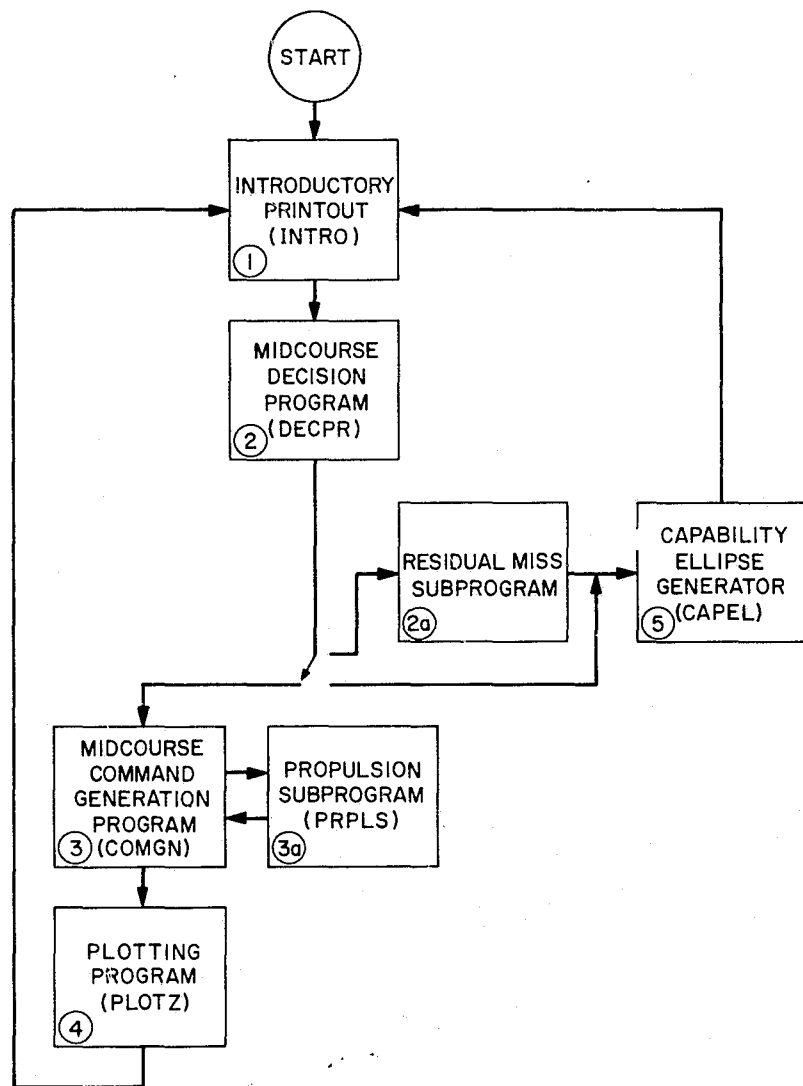 START
INTRODUCTORY
PRINTOUT
(INTRO)
1
MIDCOURSE
DECISION
PROGRAM
(DECPR)
2
RESIDUAL MISS
SUBPROGRAM
2a
CAPABILITY
ELLIPSE
GENERATOR
(CAPEL)
5
MIDCOURSE
COMMAND
GENERATION
PROGRAM
(COMGN)
3
PROPULSION
SUBPROGRAM
(PRPLS)
3a
PLOTTING
PROGRAM
(PLOTZ)
4